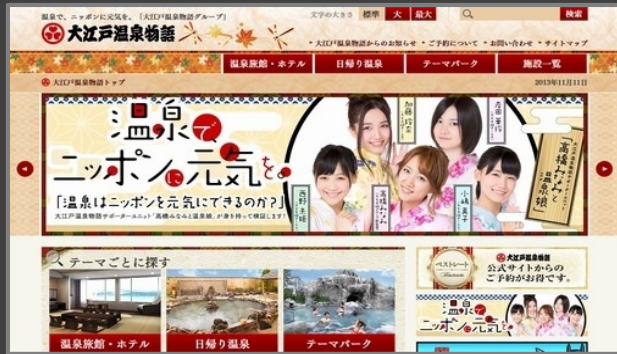 温泉で、ニッポンに元気を。「大江戸温泉物語グループ」
大江戸温泉物語
文字の大きさ 標準 大 最大 検索
大江戸温泉物語からのお知らせ ご予約について お問い合わせ サイトマップ
温泉旅館・ホテル 日帰り温泉 テーマパーク 施設一覧
大江戸温泉物語トップ 2013年11月11日
温泉で
ニッポンに元気を。
「温泉はニッポンを元気にできるのか?」
大江戸温泉物語サポーターユニット「高橋みなみと温泉娘」が身を持って検証します!
西野未姫
加藤玲奈
高橋みなみ
小嶋真子
「高橋みなみと温泉娘」
テーマごとに探す
温泉旅館・ホテル 日帰り温泉 テーマパーク
ベストレート
大江戸温泉物語
公式サイトからの
ご予約がお得です。
温泉で
ニッポンに元気を。